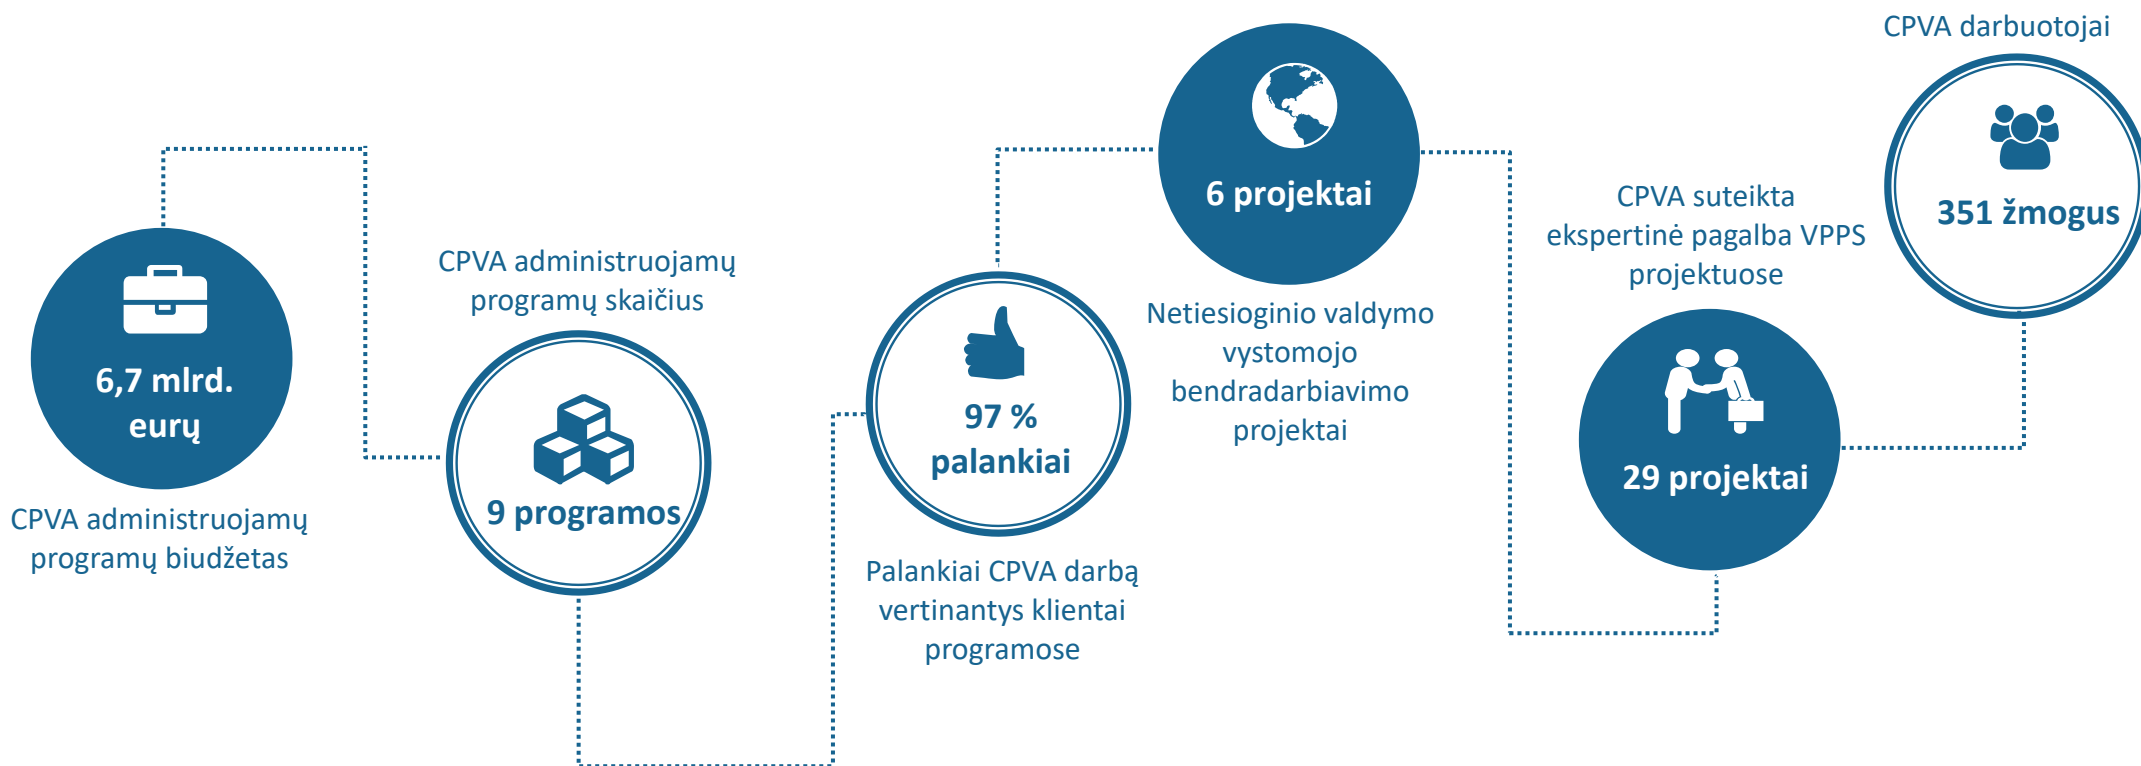 6,7 mlrd.
eurų
CPVA administruojamų
programų biudžetas
CPVA administruojamų
programų skaičius
9 programos
97 %
palankiai
Palankiai CPVA darbą
vertinantys klientai
programose
6 projektai
Netiesioginio valdymo
vystomojo
bendradarbiavimo
projektai
CPVA suteikta
ekspertinė pagalba VPPS
projektuose
29 projektai
CPVA darbuotojai
351 žmogus